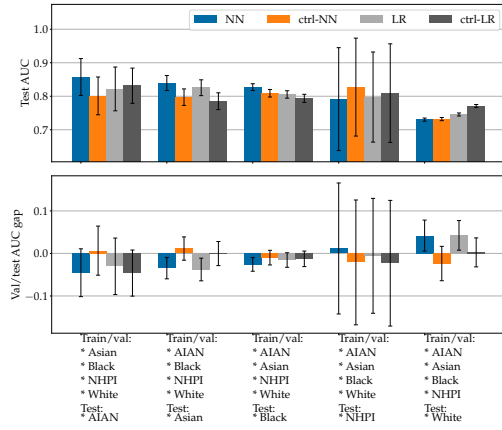 NN ctrl-NN LR ctrl-LR
Test AUC
1.0
0.9
0.8
0.7
Val/test AUC gap
0.1
0.0
−0.1
Train/val:
* Asian
* Black
* NHPI
* White
Test:
* AIAN
Train/val:
* AIAN
* Black
* NHPI
* White
Test:
* Asian
Train/val:
* AIAN
* Asian
* NHPI
* White
Test:
* Black
Train/val:
* AIAN
* Asian
* Black
* White
Test:
* NHPI
Train/val:
* AIAN
* Asian
* Black
* NHPI
Test:
* White